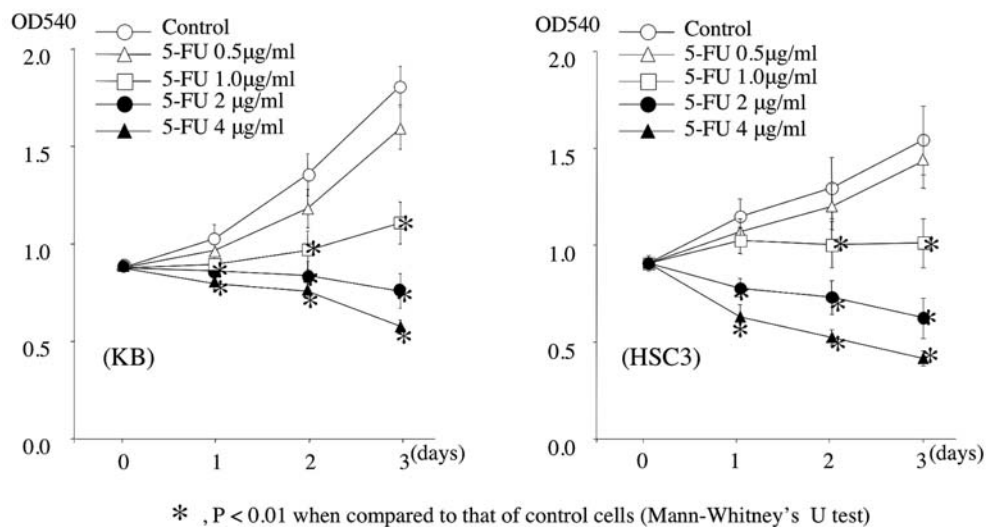 OD540
Control
5-FU 0.5μg/ml
5-FU 1.0μg/ml
5-FU 2 μg/ml
5-FU 4 μg/ml
2.0
1.5
1.0
0.5
0.0
(KB)
0 1 2 3 (days)
OD540
Control
5-FU 0.5μg/ml
5-FU 1.0μg/ml
5-FU 2 μg/ml
5-FU 4 μg/ml
2.0
1.5
1.0
0.5
0.0
(HSC3)
0 1 2 3 (days)
* , P < 0.01 when compared to that of control cells (Mann-Whitney's U test)